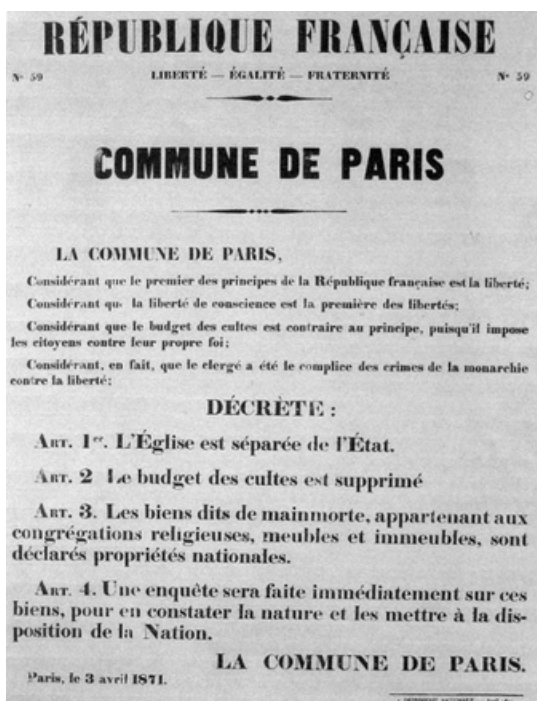 RÉPUBLIQUE FRANÇAISE
N° 59 LIBERTÉ — ÉGALITÉ — FRATERNITÉ N° 59
COMMUNE DE PARIS
LA COMMUNE DE PARIS,
Considérant que le premier des principes de la République française est la liberté;
Considérant qu. la liberté de conscience est la première des libertés;
Considérant que le budget des cultes est contraire au principe, puisqu'il impose
les citoyens contre leur propre foi;
Considérant, en fait, que le clergé a été le complice des crimes de la monarchie
contre la liberté;
DÉCRÈTE :
ART. 1er. L'Église est séparée de l'État.
ART. 2 Le budget des cultes est supprimé
ART. 3. Les biens dits de mainmorte, appartenant aux
congrégations religieuses, meubles et immeubles, sont
déclarés propriétés nationales.
ART. 4. Une enquête sera faite immédiatement sur ces
biens, pour en constater la nature et les mettre à la dis-
position de la Nation.
LA COMMUNE DE PARIS.
Paris, le 3 avril 1871.